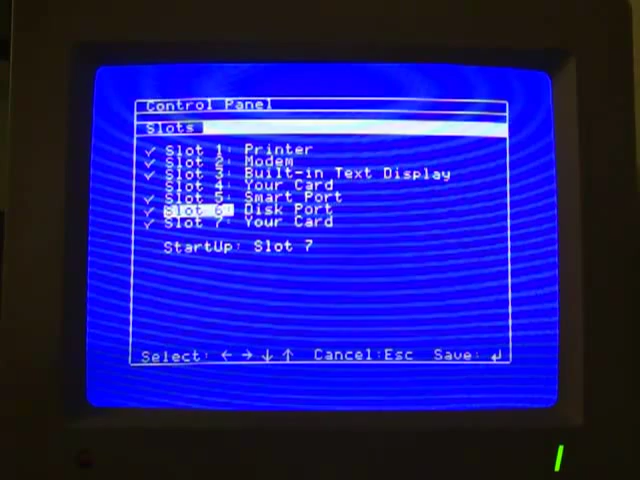 Control Panel
Slots
✓ Slot 1: Printer
✓ Slot 2: Modem
✓ Slot 3: Built-in Text Display
Slot 4: Your Card
✓ Slot 5: Smart Port
✓ Slot 6: Disk Port
✓ Slot 7: Your Card
StartUp: Slot 7
Select: ← → ↓ ↑ Cancel:Esc Save: ↵